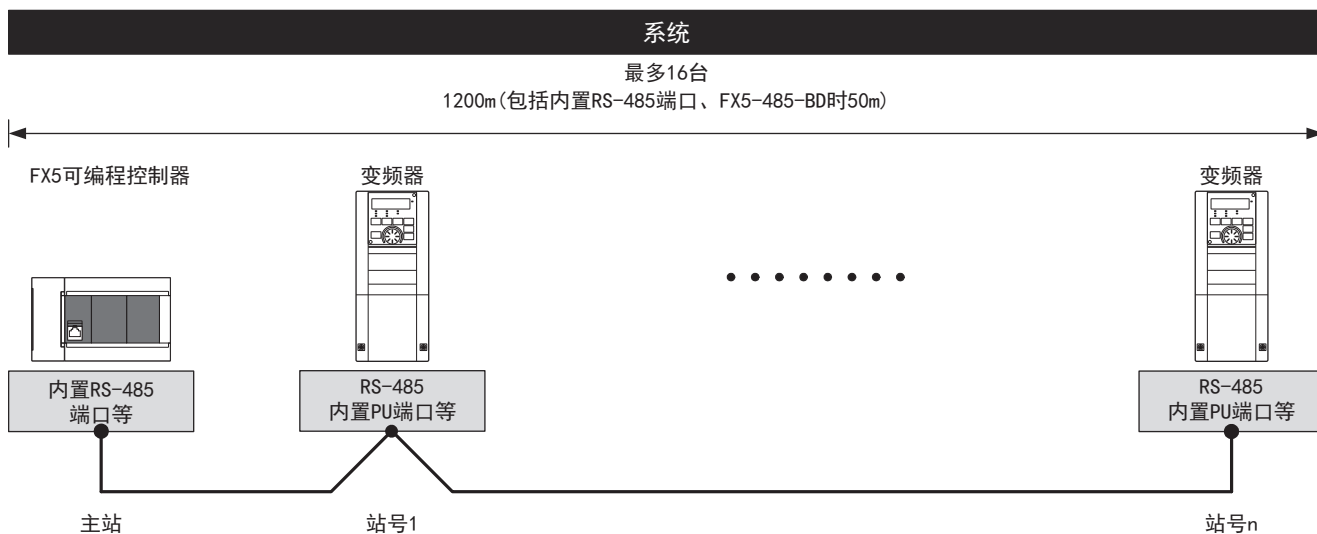 系统
最多16台
1200m(包括内置RS-485端口、FX5-485-BD时50m)
FX5可编程控制器
变频器
变频器
内置RS-485
端口等
RS-485
内置PU端口等
RS-485
内置PU端口等
主站
站号1
站号n